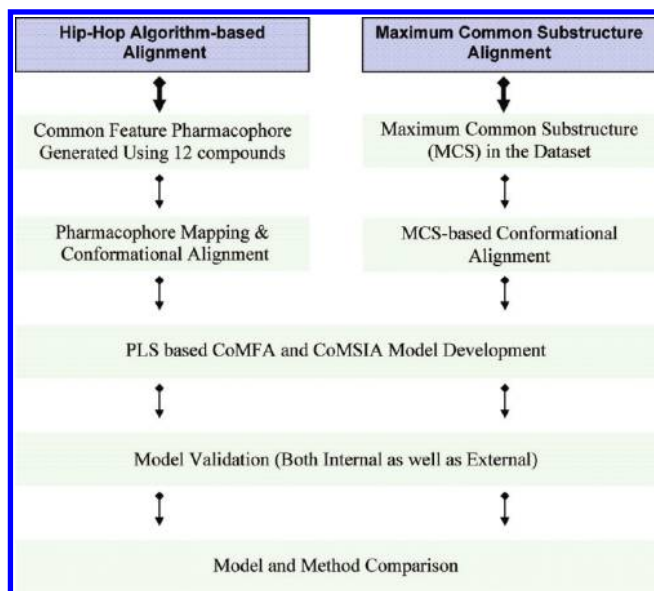 Hip-Hop Algorithm-based
Alignment
Maximum Common Substructure
Alignment
Common Feature Pharmacophore
Generated Using 12 compounds
Maximum Common Substructure
(MCS) in the Dataset
Pharmacophore Mapping &
Conformational Alignment
MCS-based Conformational
Alignment
PLS based CoMFA and CoMSIA Model Development
Model Validation (Both Internal as well as External)
Model and Method Comparison